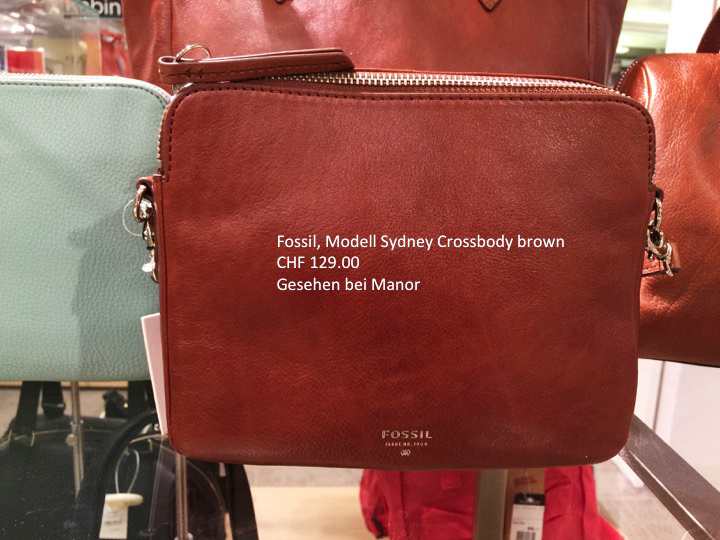 Fossil, Modell Sydney Crossbody brown
CHF 129.00
Gesehen bei Manor
FOSSIL